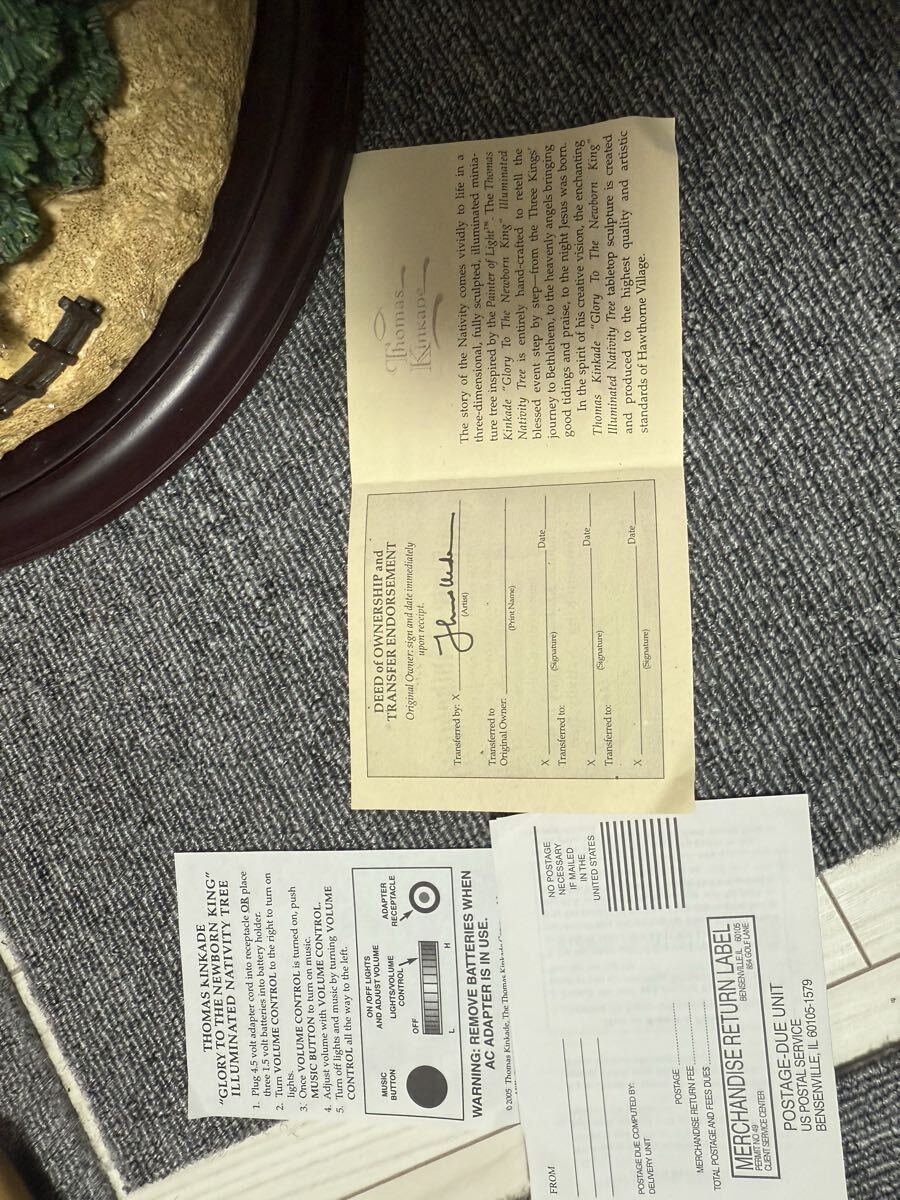 THOMAS KINKADE
"GLORY TO THE NEWBORN KING"
ILLUMINATED NATIVITY TREE
1. Plug 4.5 volt adapter cord into receptacle OR place
three 1.5 volt batteries into battery holder.
2. Turn VOLUME CONTROL to the right to turn on
lights.
3. Once VOLUME CONTROL is turned on, push
MUSIC BUTTON to turn on music.
4. Adjust volume with VOLUME CONTROL.
5. Turn off lights and music by turning VOLUME
CONTROL all the way to the left.
MUSIC
BUTTON
ON /OFF LIGHTS
AND ADJUST VOLUME
LIGHTS/VOLUME
CONTROL
OFF
L
H
ADAPTER
RECEPTACLE
WARNING: REMOVE BATTERIES WHEN
AC ADAPTER IS IN USE.
©2005 Thomas Kinkade, The Thomas Kinkade
DEED of OWNERSHIP and
TRANSFER ENDORSEMENT
Original Owner: sign and date immediately
upon receipt.
Transferred by: X
(Artist)
Transferred to
Original Owner:
(Print Name)
X Date
(Signature)
Transferred to:
X Date
(Signature)
Transferred to:
X Date
(Signature)
Thomas
Kinkade
The story of the Nativity comes vividly to life in a
three-dimensional, fully sculpted, illuminated minia-
ture tree inspired by the Painter of Light™. The Thomas
Kinkade "Glory To The Newborn King" Illuminated
Nativity Tree is entirely hand-crafted to retell the
blessed event step by step—from the Three Kings'
journey to Bethlehem, to the heavenly angels bringing
good tidings and praise, to the night Jesus was born.
In the spirit of his creative vision, the enchanting
Thomas Kinkade "Glory To The Newborn King"
Illuminated Nativity Tree tabletop sculpture is created
and produced to the highest quality and artistic
standards of Hawthorne Village.
FROM
NO POSTAGE
NECESSARY
IF MAILED
IN THE
UNITED STATES
POSTAGE DUE COMPUTED BY:
DELIVERY UNIT
POSTAGE
MERCHANDISE RETURN FEE
TOTAL POSTAGE AND FEES DUES
MERCHANDISE RETURN LABEL
PERMIT NO 49 BENSENVILLE, IL 60105
CLIENT SERVICE CENTER 864 GOLF LANE
POSTAGE-DUE UNIT
US POSTAL SERVICE
BENSENVILLE, IL 60105-1579